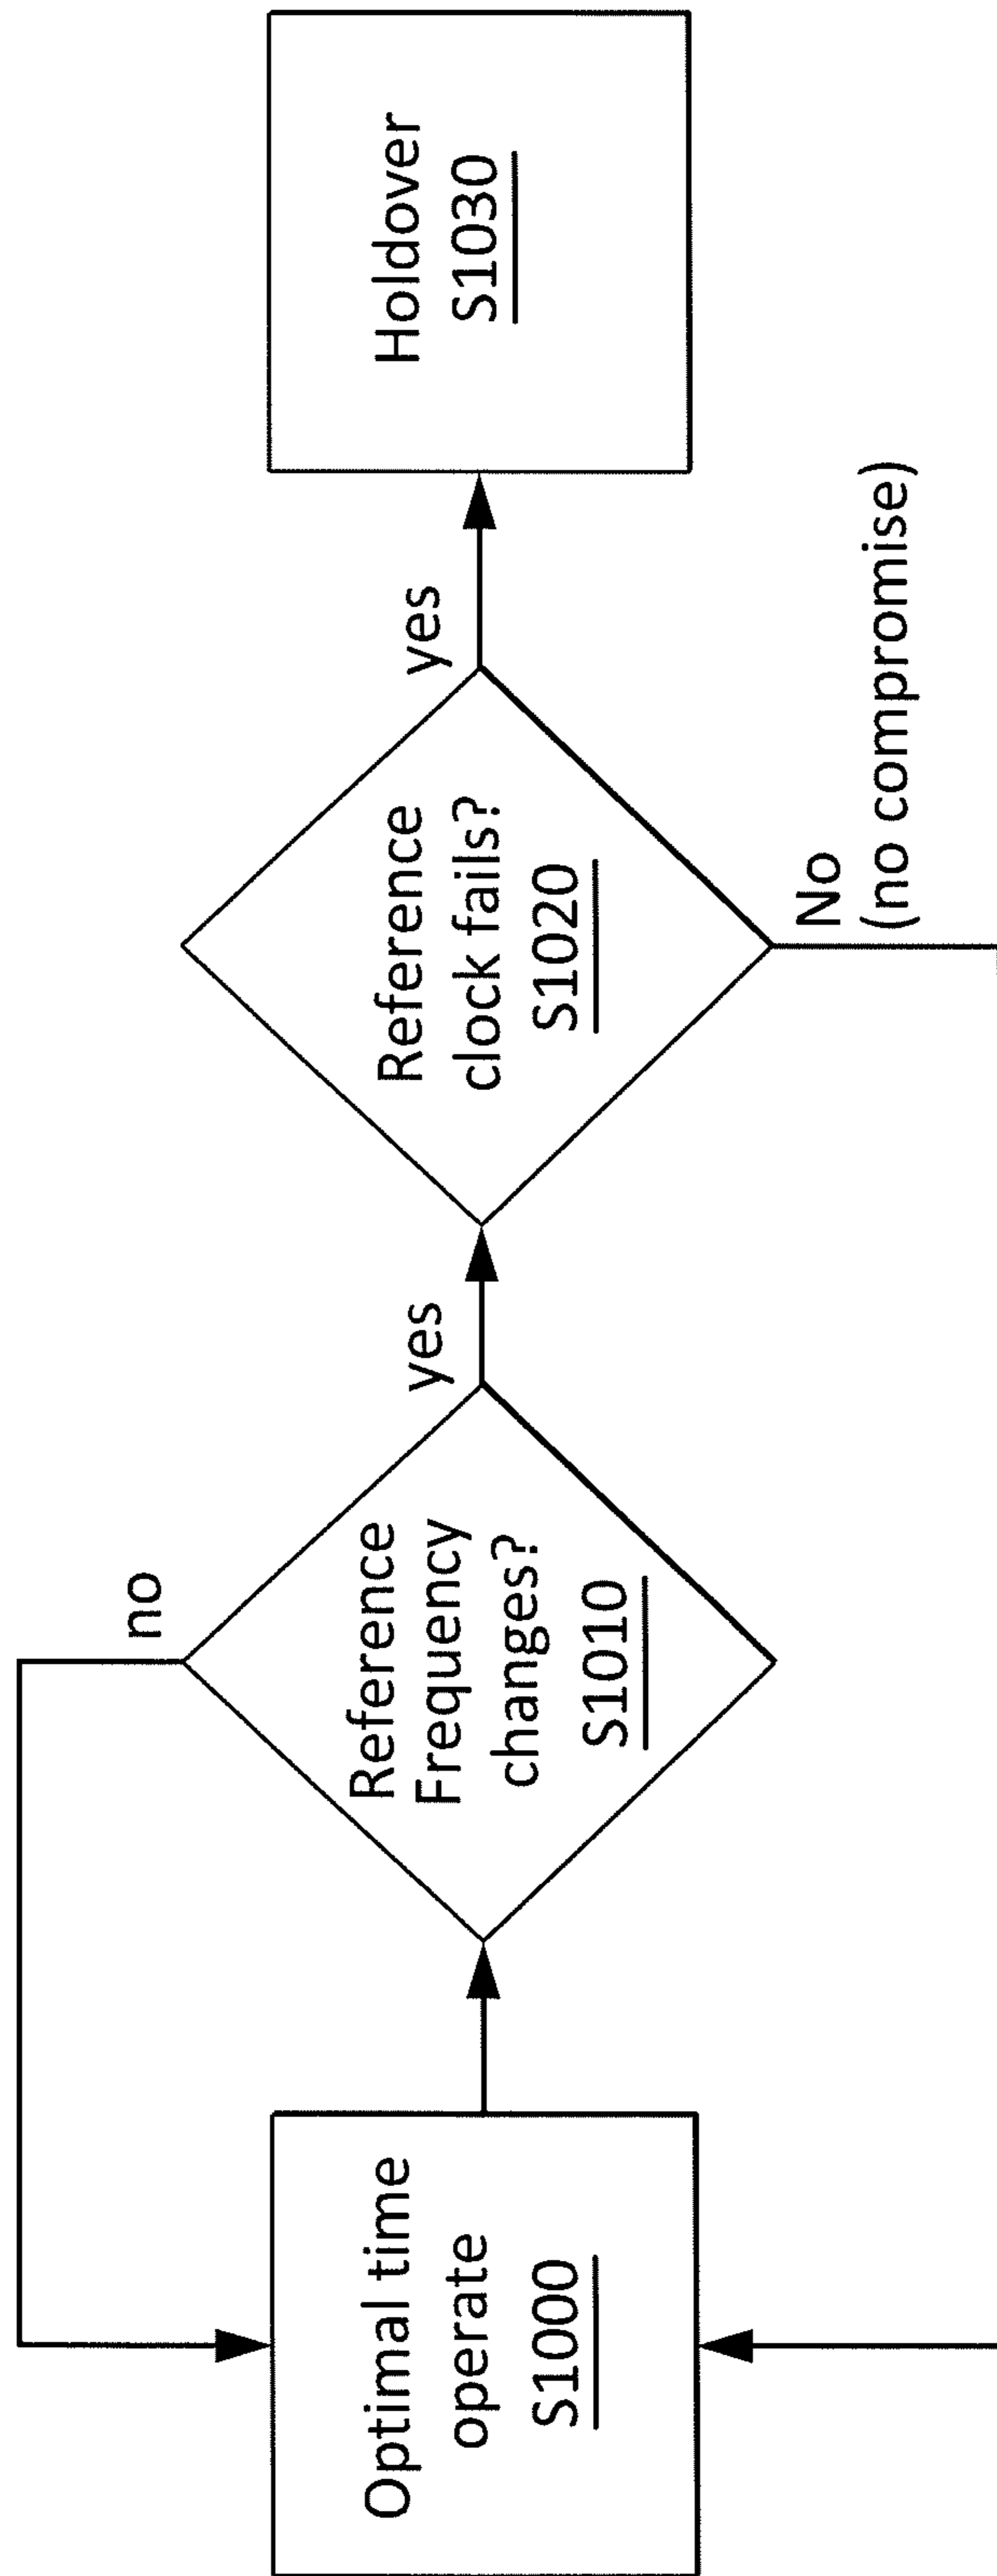 Optimal time
operate
S1000
no
Reference
Frequency
changes?
S1010
yes
Reference
clock fails?
S1020
yes
No
(no compromise)
Holdover
S1030